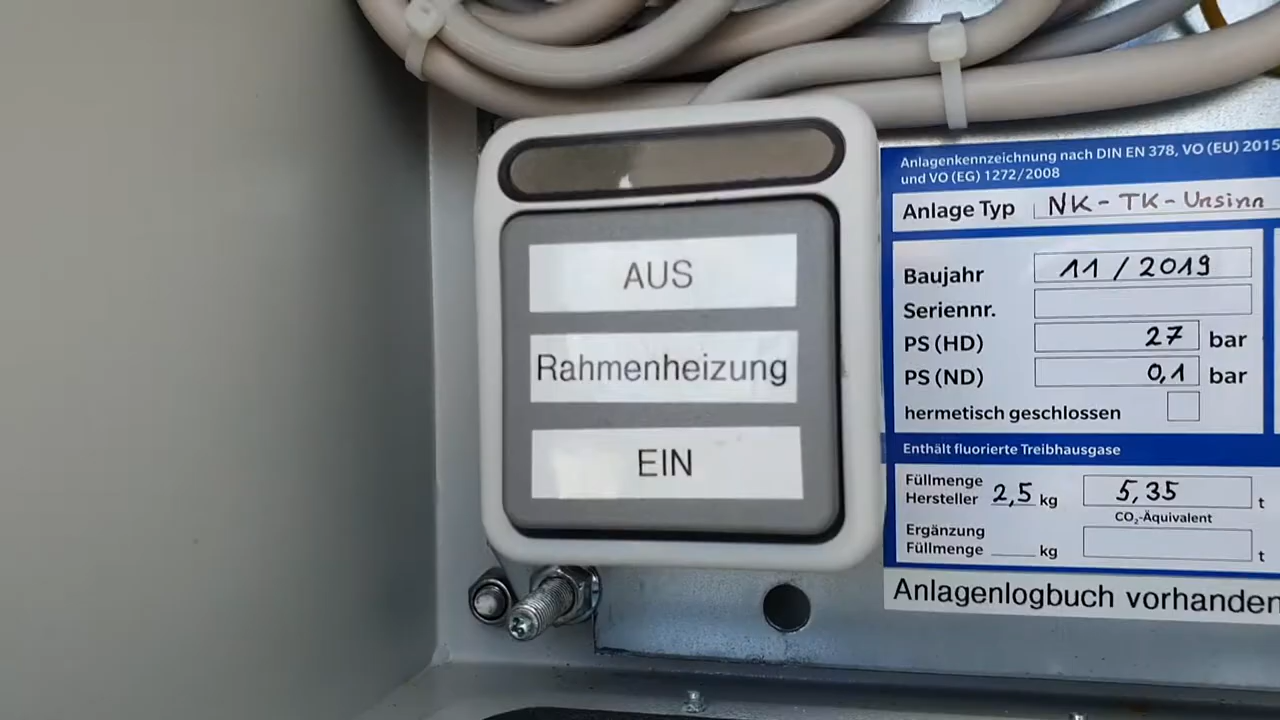 AUS
Rahmenheizung
EIN
Anlagenkennzeichnung nach DIN EN 378, VO (EU) 2015
und VO (EG) 1272/2008
Anlage Typ NK-TK-Unsinn
Baujahr 11/2019
Seriennr.
PS (HD) 27 bar
PS (ND) 0,1 bar
hermetisch geschlossen
Enthält fluorierte Treibhausgase
Füllmenge
Hersteller 2,5 kg 5,35 t
CO₂-Äquivalent
Ergänzung
Füllmenge kg t
Anlagenlogbuch vorhanden